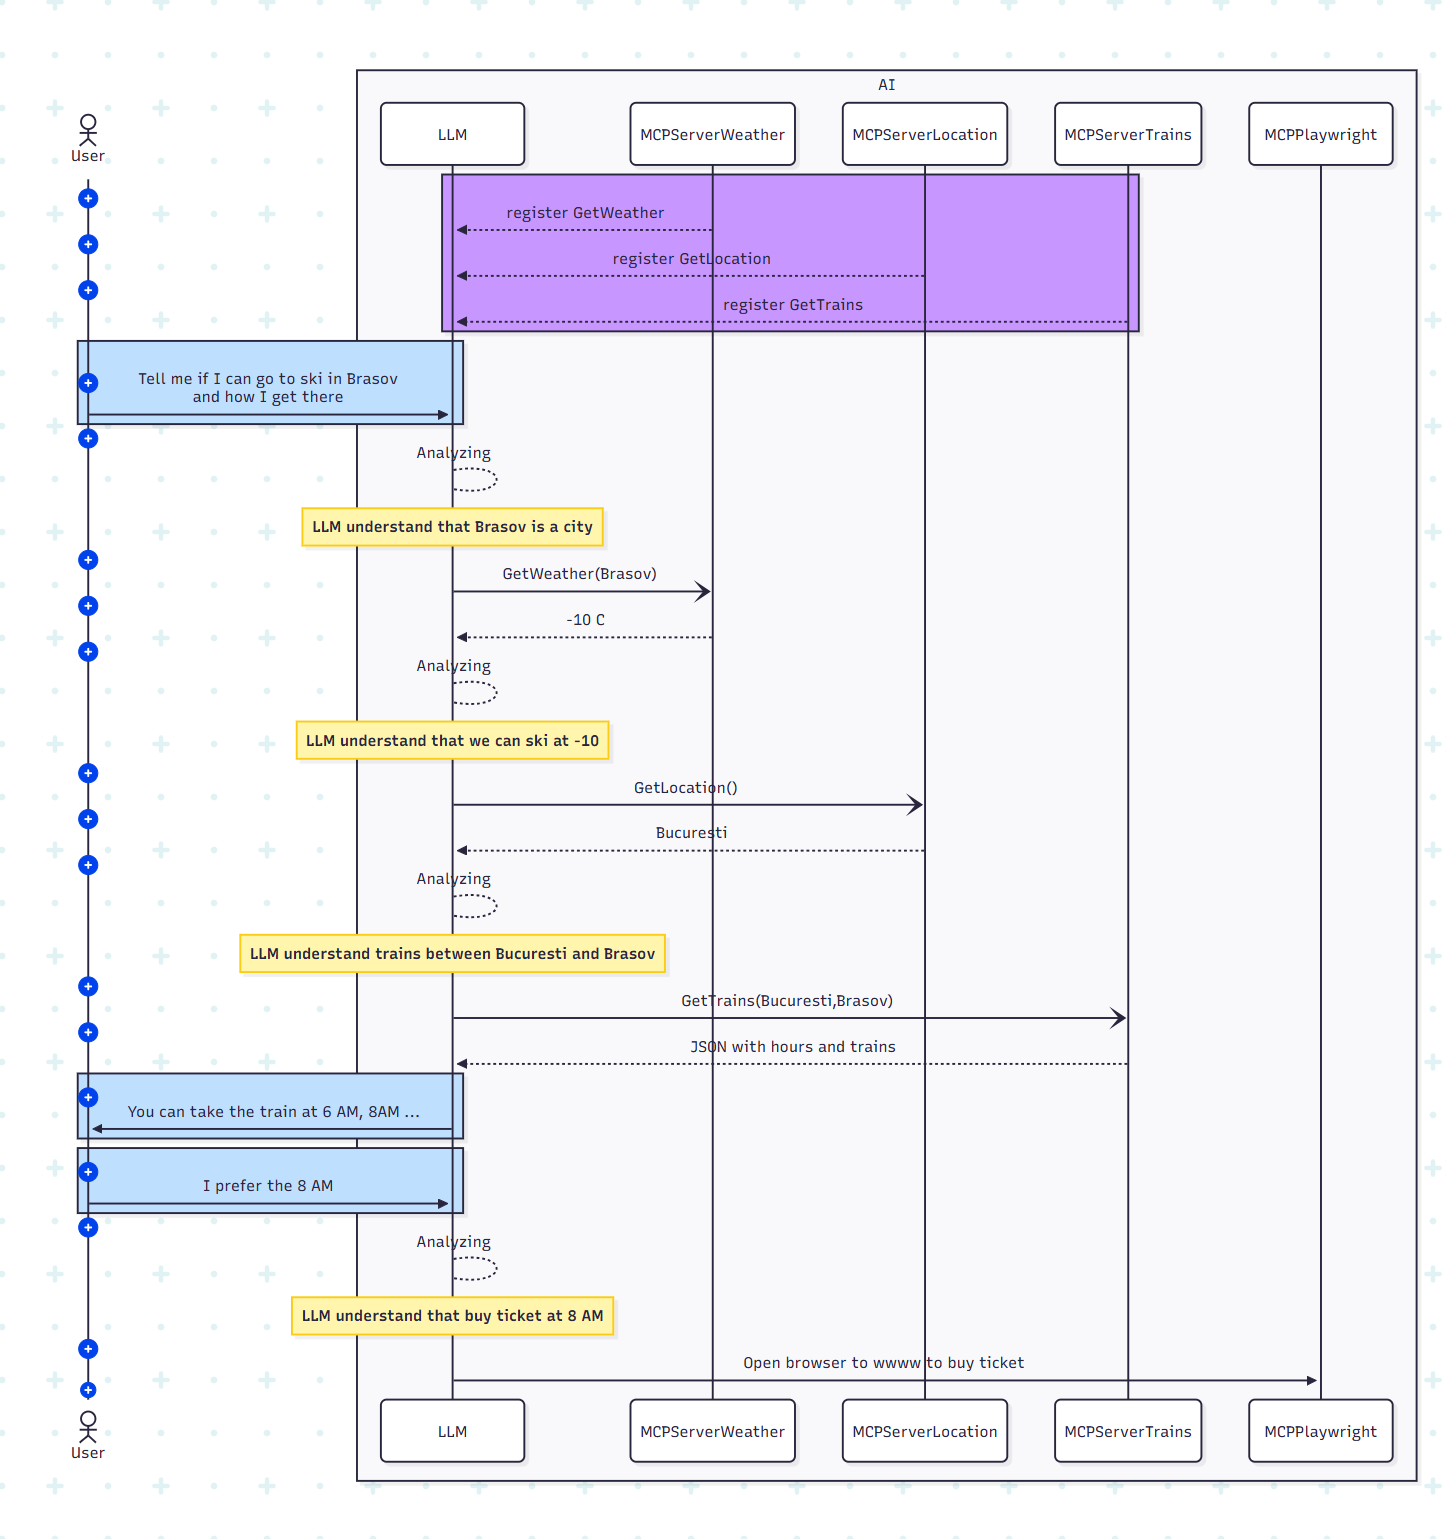 AI
LLM
MCPServerWeather
MCPServerLocation
MCPServerTrains
MCPPlaywright
User
register GetWeather
register GetLocation
register GetTrains
Tell me if I can go to ski in Brasov
and how I get there
Analyzing
LLM understand that Brasov is a city
GetWeather(Brasov)
-10 C
Analyzing
LLM understand that we can ski at -10
GetLocation()
Bucuresti
Analyzing
LLM understand trains between Bucuresti and Brasov
GetTrains(Bucuresti,Brasov)
JSON with hours and trains
You can take the train at 6 AM, 8AM ...
I prefer the 8 AM
Analyzing
LLM understand that buy ticket at 8 AM
Open browser to wwww to buy ticket
LLM
MCPServerWeather
MCPServerLocation
MCPServerTrains
MCPPlaywright
User